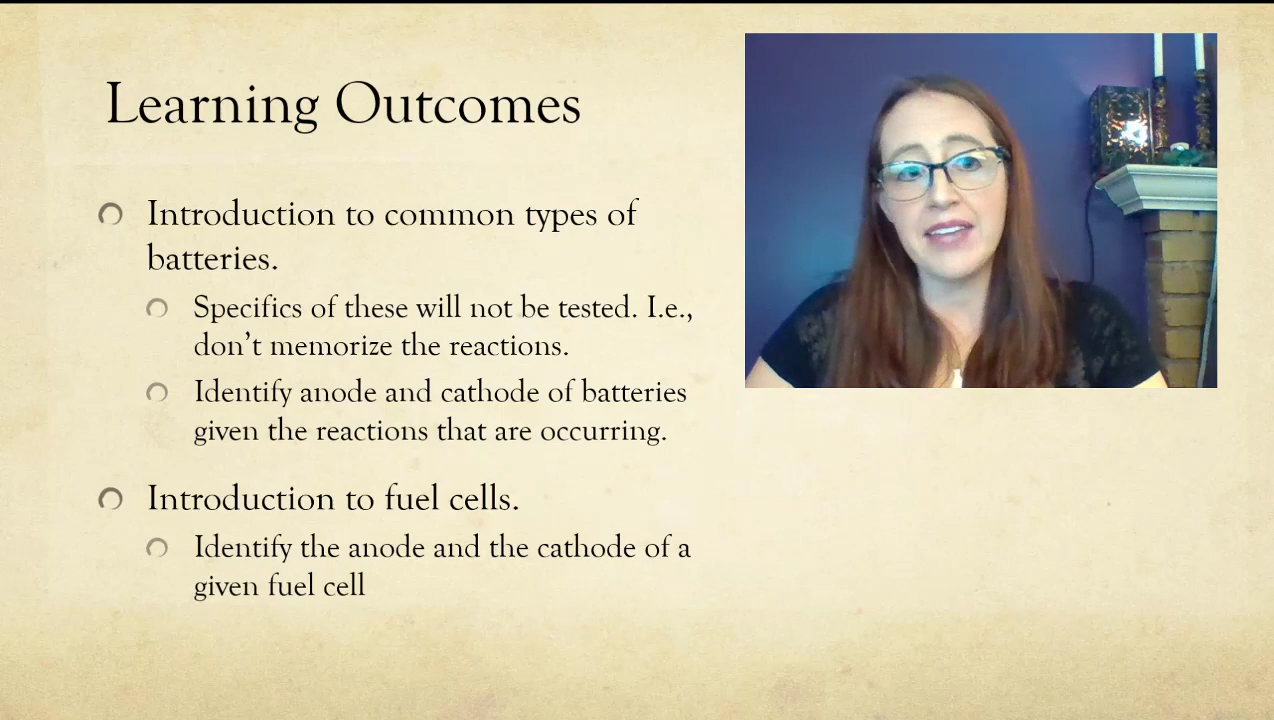 Learning Outcomes
Introduction to common types of
batteries.
Specifics of these will not be tested. I.e.,
don’t memorize the reactions.
Identify anode and cathode of batteries
given the reactions that are occurring.
Introduction to fuel cells.
Identify the anode and the cathode of a
given fuel cell